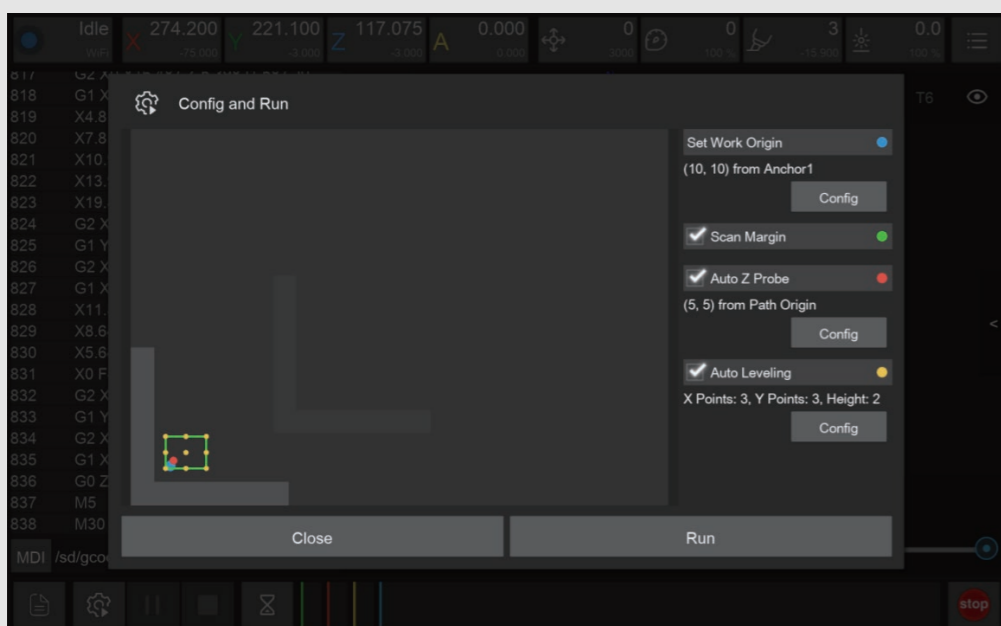 Idle
WiFi
X 274.200
-75.000
Y 221.100
-3.000
Z 117.075
-3.000
A 0.000
0.000
0
3000
0
100 %
3
-15.900
0.0
100 %
817
818 G1 X
819 X4.8
820 X7.8
821 X10.
822 X13.
823 X19.
824 G2 X
825 G1 Y
826 G2 X
827 G1 X
828 X11.
829 X8.6
830 X5.6
831 X0 F
832 G2 X
833 G1 Y
834 G2 X
835 G1 X
836 G0 Z
837 M5
838 M30
T6
<
Config and Run
Set Work Origin
(10, 10) from Anchor1
Config
Scan Margin
Auto Z Probe
(5, 5) from Path Origin
Config
Auto Leveling
X Points: 3, Y Points: 3, Height: 2
Config
Close
Run
MDI /sd/gco
stop